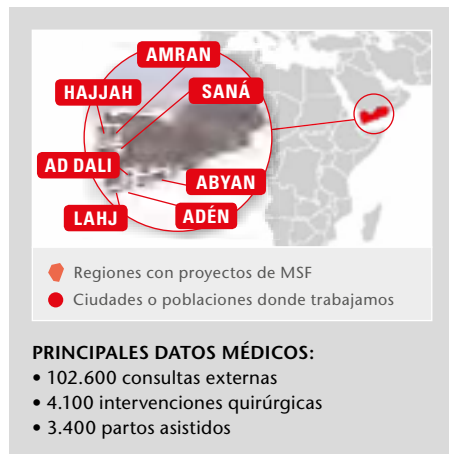 AMRAN
HAJJAH
SANÁ
AD DALI
ABYAN
LAHJ
ADÉN
Regiones con proyectos de MSF
Ciudades o poblaciones donde trabajamos
PRINCIPALES DATOS MÉDICOS:
• 102.600 consultas externas
• 4.100 intervenciones quirúrgicas
• 3.400 partos asistidos